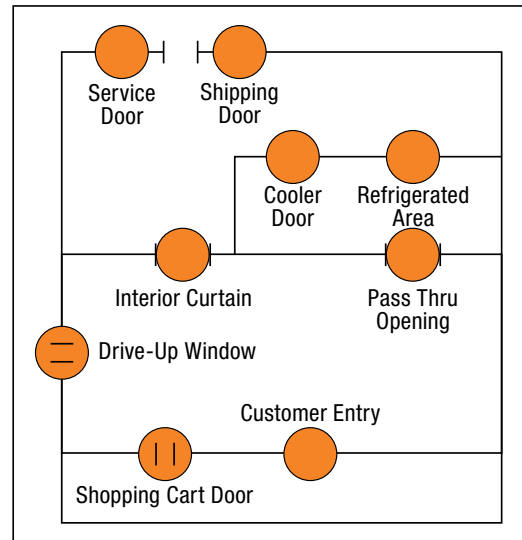 Service
Door
Shipping
Door
Cooler
Door
Refrigerated
Area
Interior Curtain
Pass Thru
Opening
Drive-Up Window
Customer Entry
Shopping Cart Door